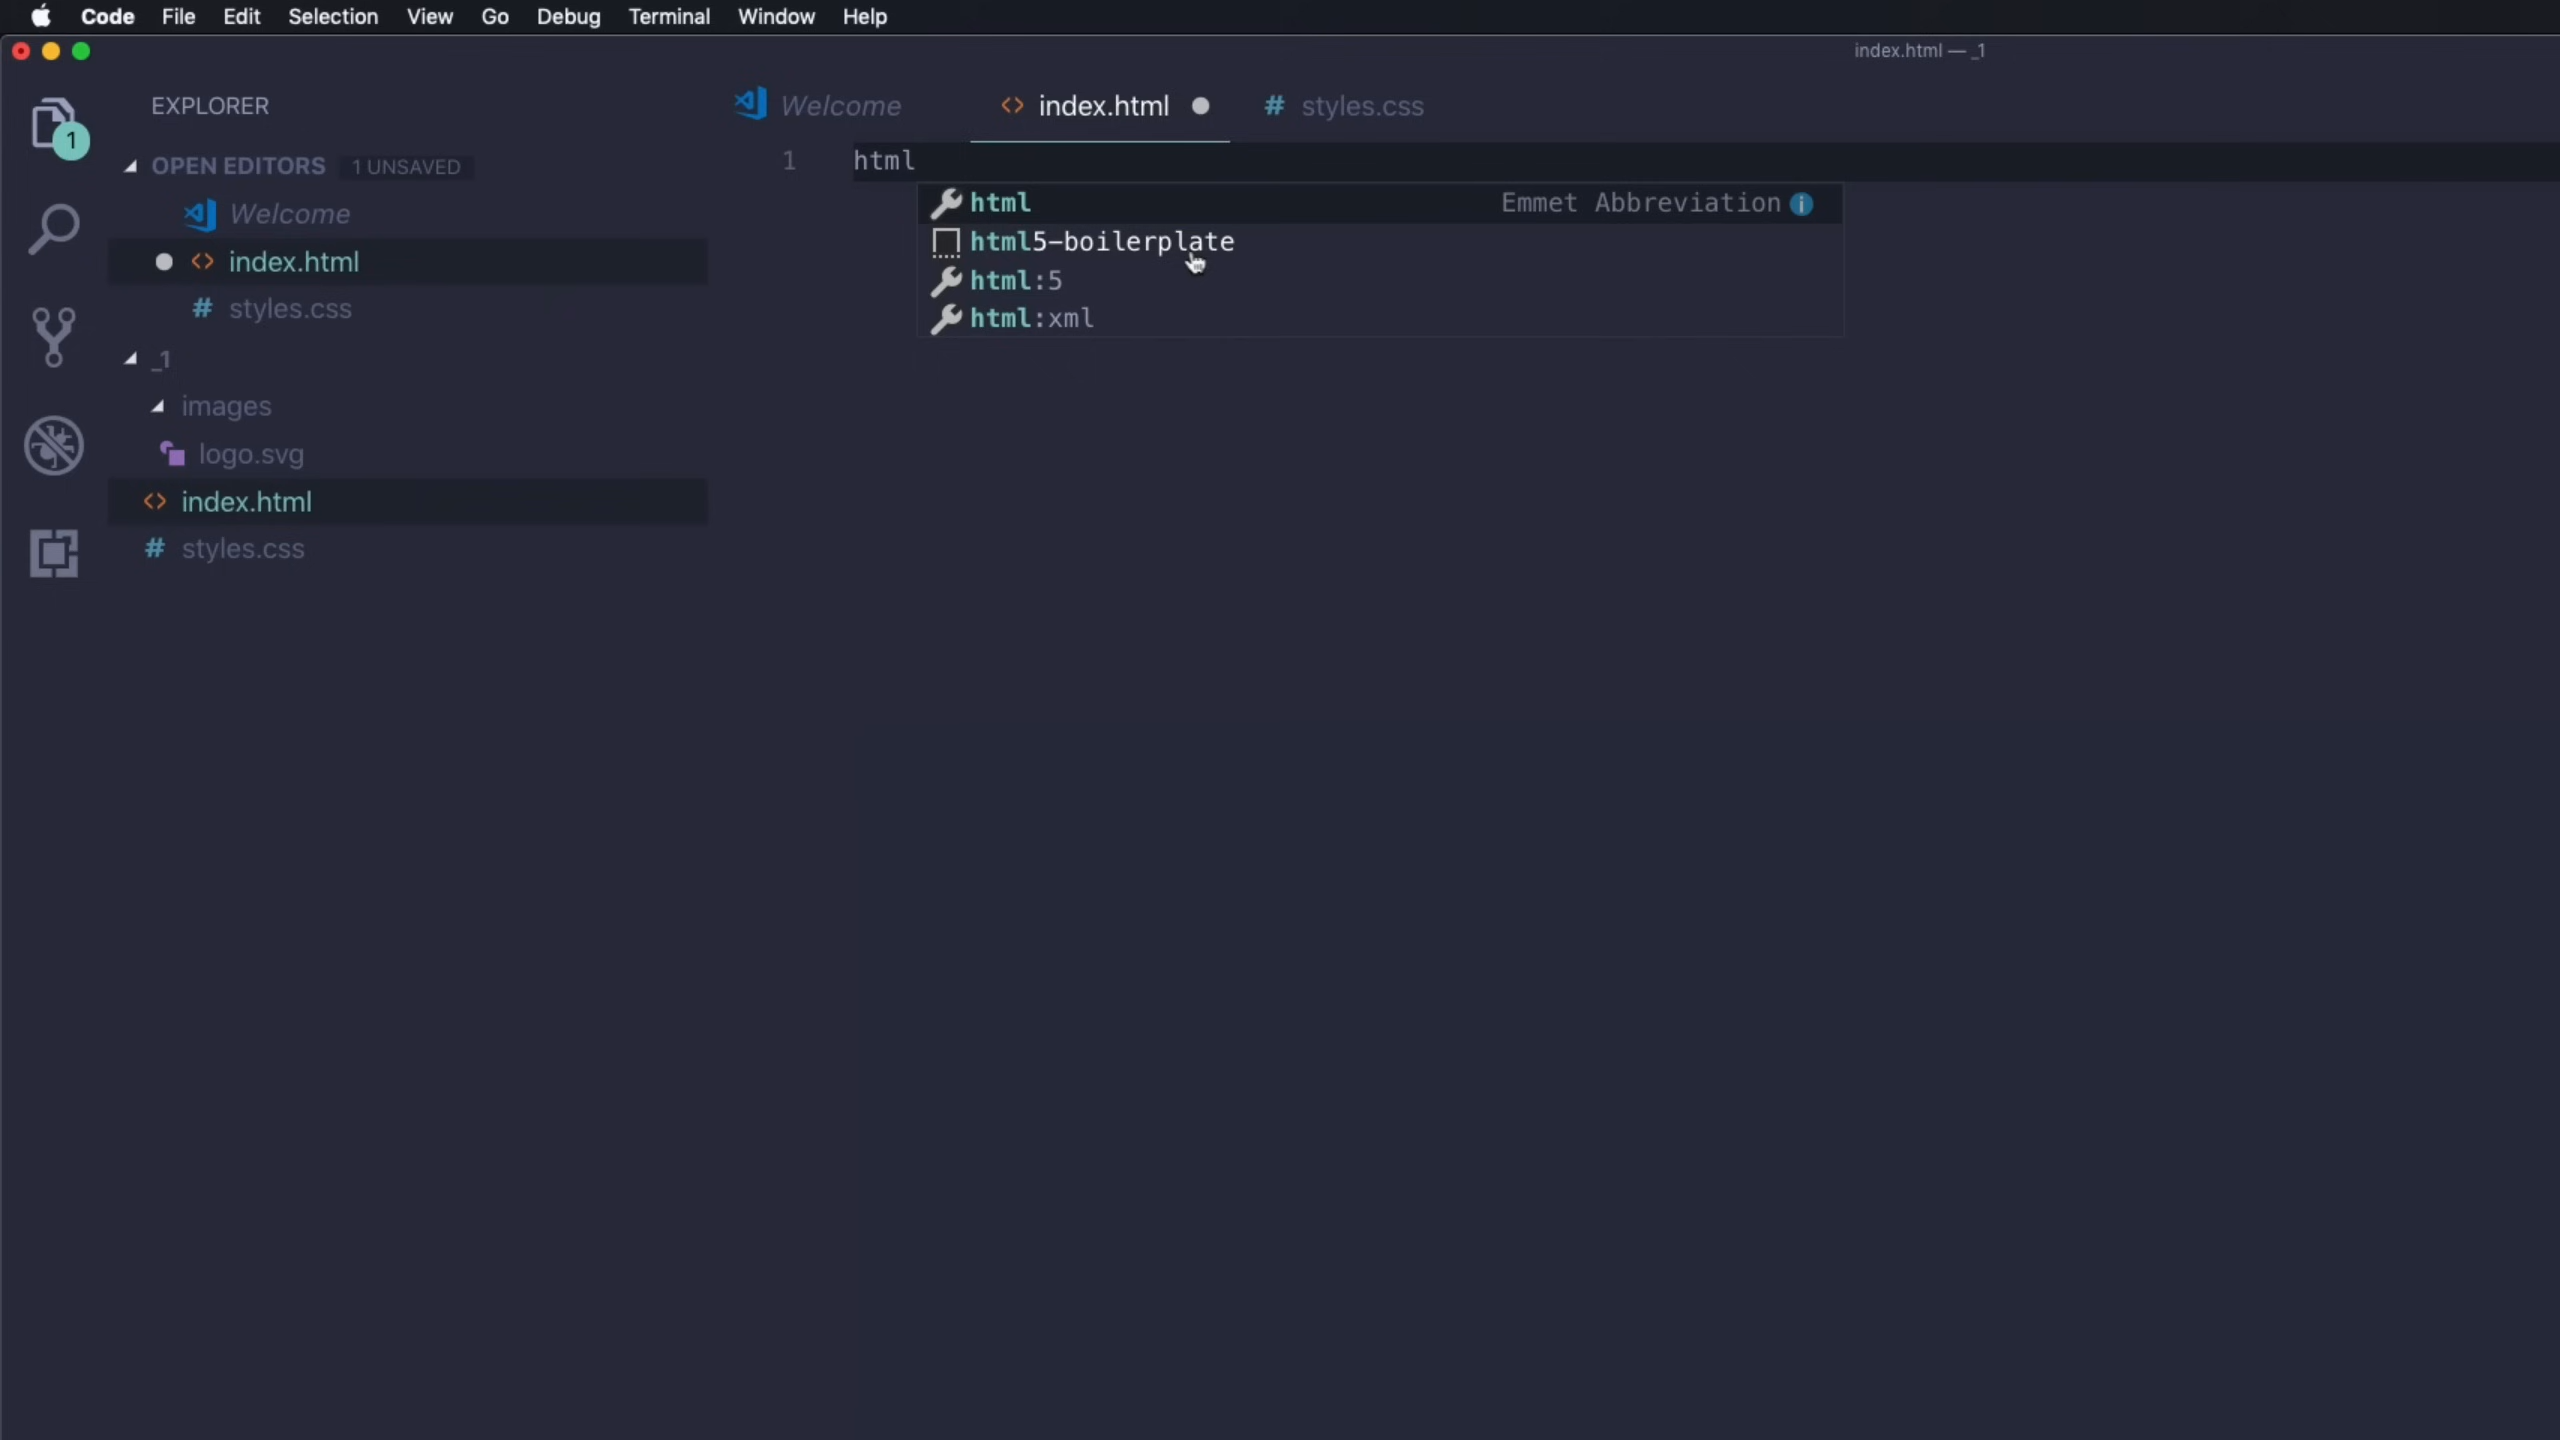 Code File Edit Selection View Go Debug Terminal Window Help
index.html — _1
EXPLORER
1
OPEN EDITORS 1 UNSAVED
Welcome
index.html
styles.css
_1
images
logo.svg
index.html
styles.css
Welcome index.html styles.css
1 html
html Emmet Abbreviation
html5-boilerplate
html:5
html:xml